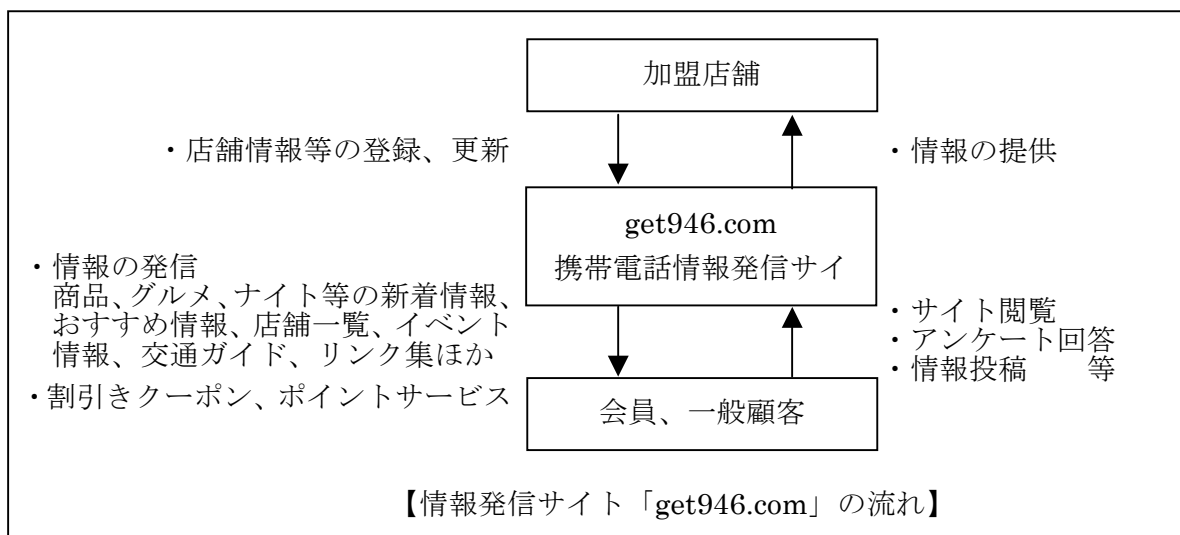 加盟店舗
・店舗情報等の登録、更新
・情報の提供
get946.com
携帯電話情報発信サイ
・情報の発信
商品、グルメ、ナイト等の新着情報、
おすすめ情報、店舗一覧、イベント
情報、交通ガイド、リンク集ほか
・割引きクーポン、ポイントサービス
・サイト閲覧
・アンケート回答
・情報投稿　　等
会員、一般顧客
【情報発信サイト「get946.com」の流れ】